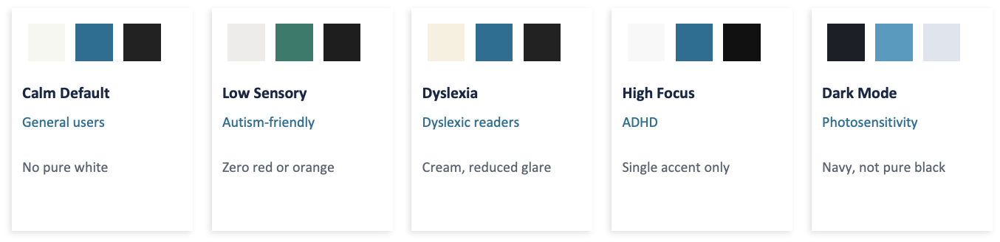 Calm Default
General users
No pure white
Low Sensory
Autism-friendly
Zero red or orange
Dyslexia
Dyslexic readers
Cream, reduced glare
High Focus
ADHD
Single accent only
Dark Mode
Photosensitivity
Navy, not pure black